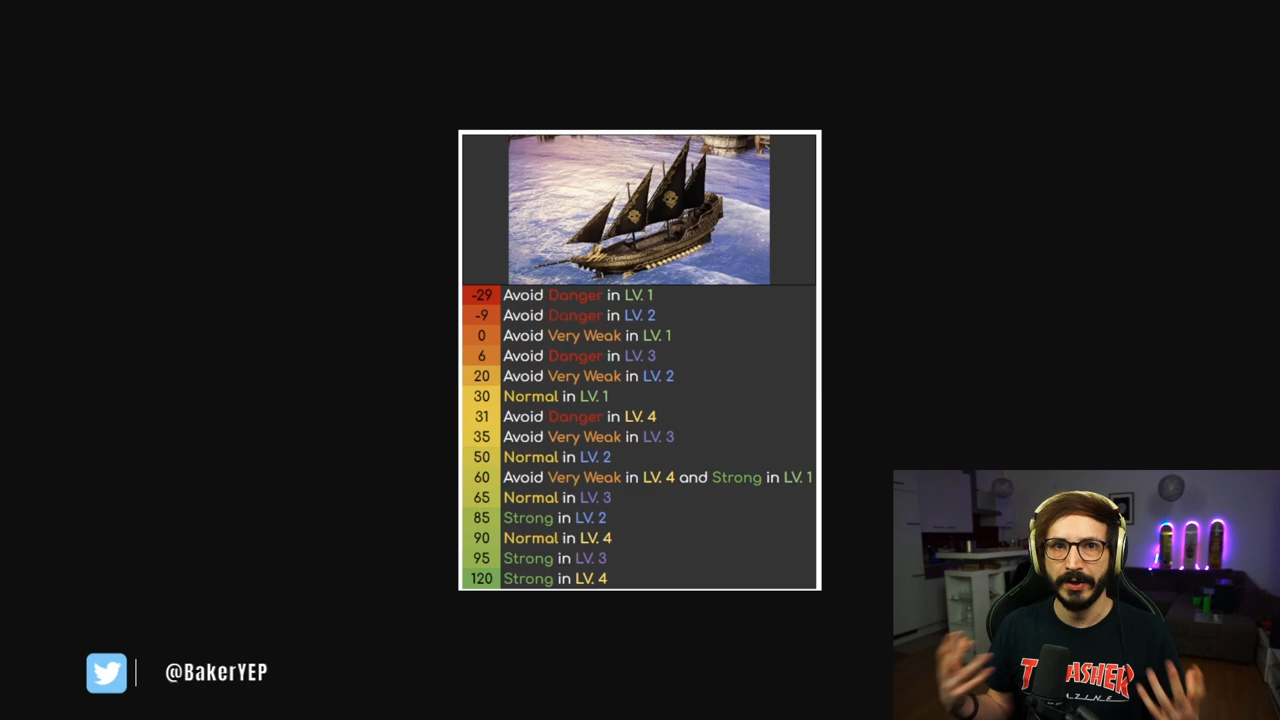 -29 Avoid Danger in LV. 1
-9 Avoid Danger in LV. 2
0 Avoid Very Weak in LV. 1
6 Avoid Danger in LV. 3
20 Avoid Very Weak in LV. 2
30 Normal in LV. 1
31 Avoid Danger in LV. 4
35 Avoid Very Weak in LV. 3
50 Normal in LV. 2
60 Avoid Very Weak in LV. 4 and Strong in LV. 1
65 Normal in LV. 3
85 Strong in LV. 2
90 Normal in LV. 4
95 Strong in LV. 3
120 Strong in LV. 4
@BakerYEP